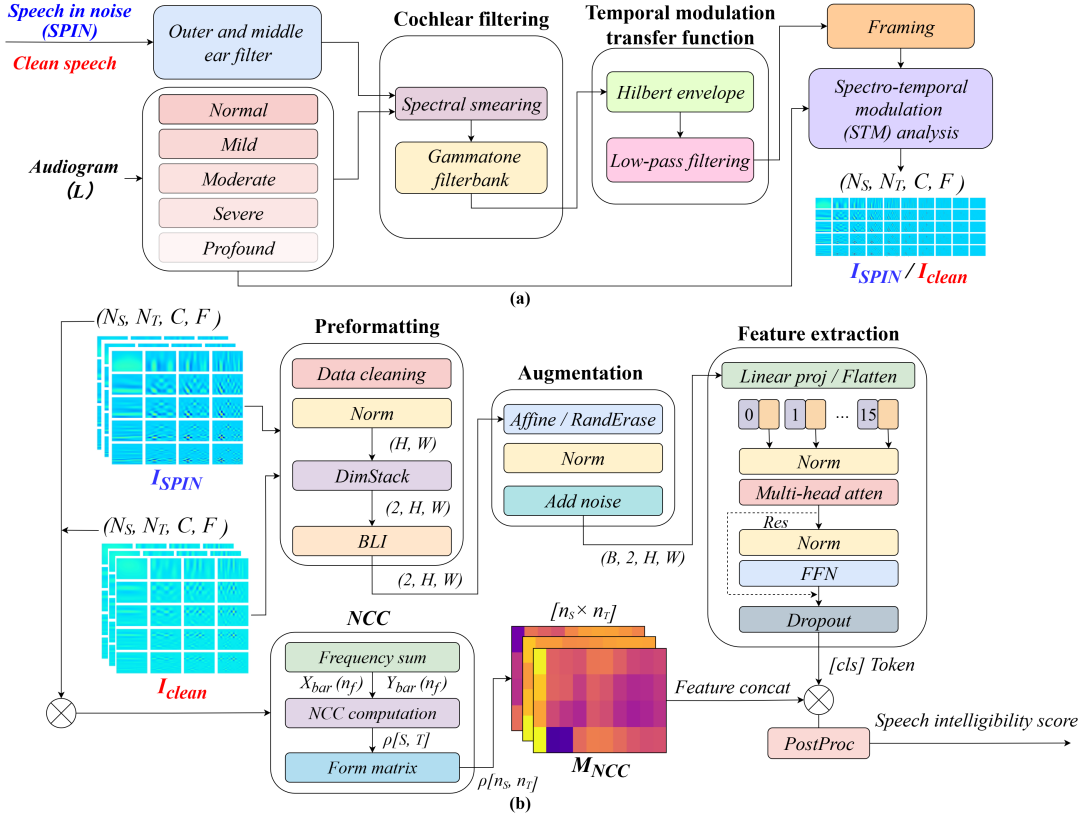 Speech in noise
(SPIN)
Clean speech
Outer and middle
ear filter
Audiogram
(L)
Normal
Mild
Moderate
Severe
Profound
Cochlear filtering
Spectral smearing
Gammatone
filterbank
Temporal modulation
transfer function
Hilbert envelope
Low-pass filtering
Framing
Spectro-temporal
modulation
(STM) analysis
(N_S, N_T, C, F )
I_SPIN / I_clean
(a)
(N_S, N_T, C, F )
I_SPIN
(N_S, N_T, C, F )
I_clean
Preformatting
Data cleaning
Norm
(H, W)
DimStack
(2, H, W)
BLI
(2, H, W)
Augmentation
Affine / RandErase
Norm
Add noise
(B, 2, H, W)
Feature extraction
Linear proj / Flatten
0 1 ... 15
Norm
Multi-head atten
Res
Norm
FFN
Dropout
[cls] Token
NCC
Frequency sum
X_bar (n_f) Y_bar (n_f)
NCC computation
ρ[S, T]
Form matrix
ρ[n_S, n_T]
[n_S × n_T]
M_NCC
Feature concat
PostProc
Speech intelligibility score
(b)